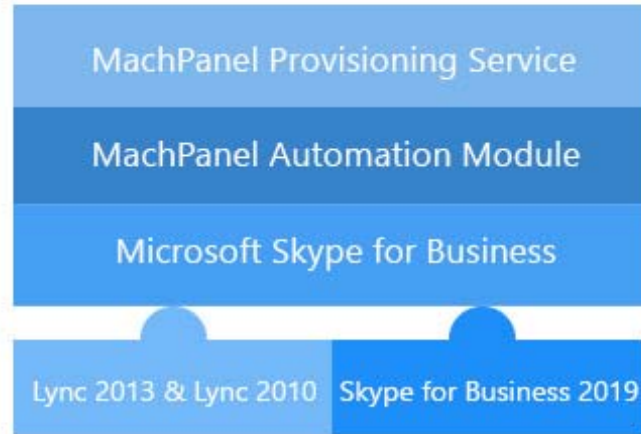 MachPanel Provisioning Service
MachPanel Automation Module
Microsoft Skype for Business
Lync 2013 & Lync 2010
Skype for Business 2019